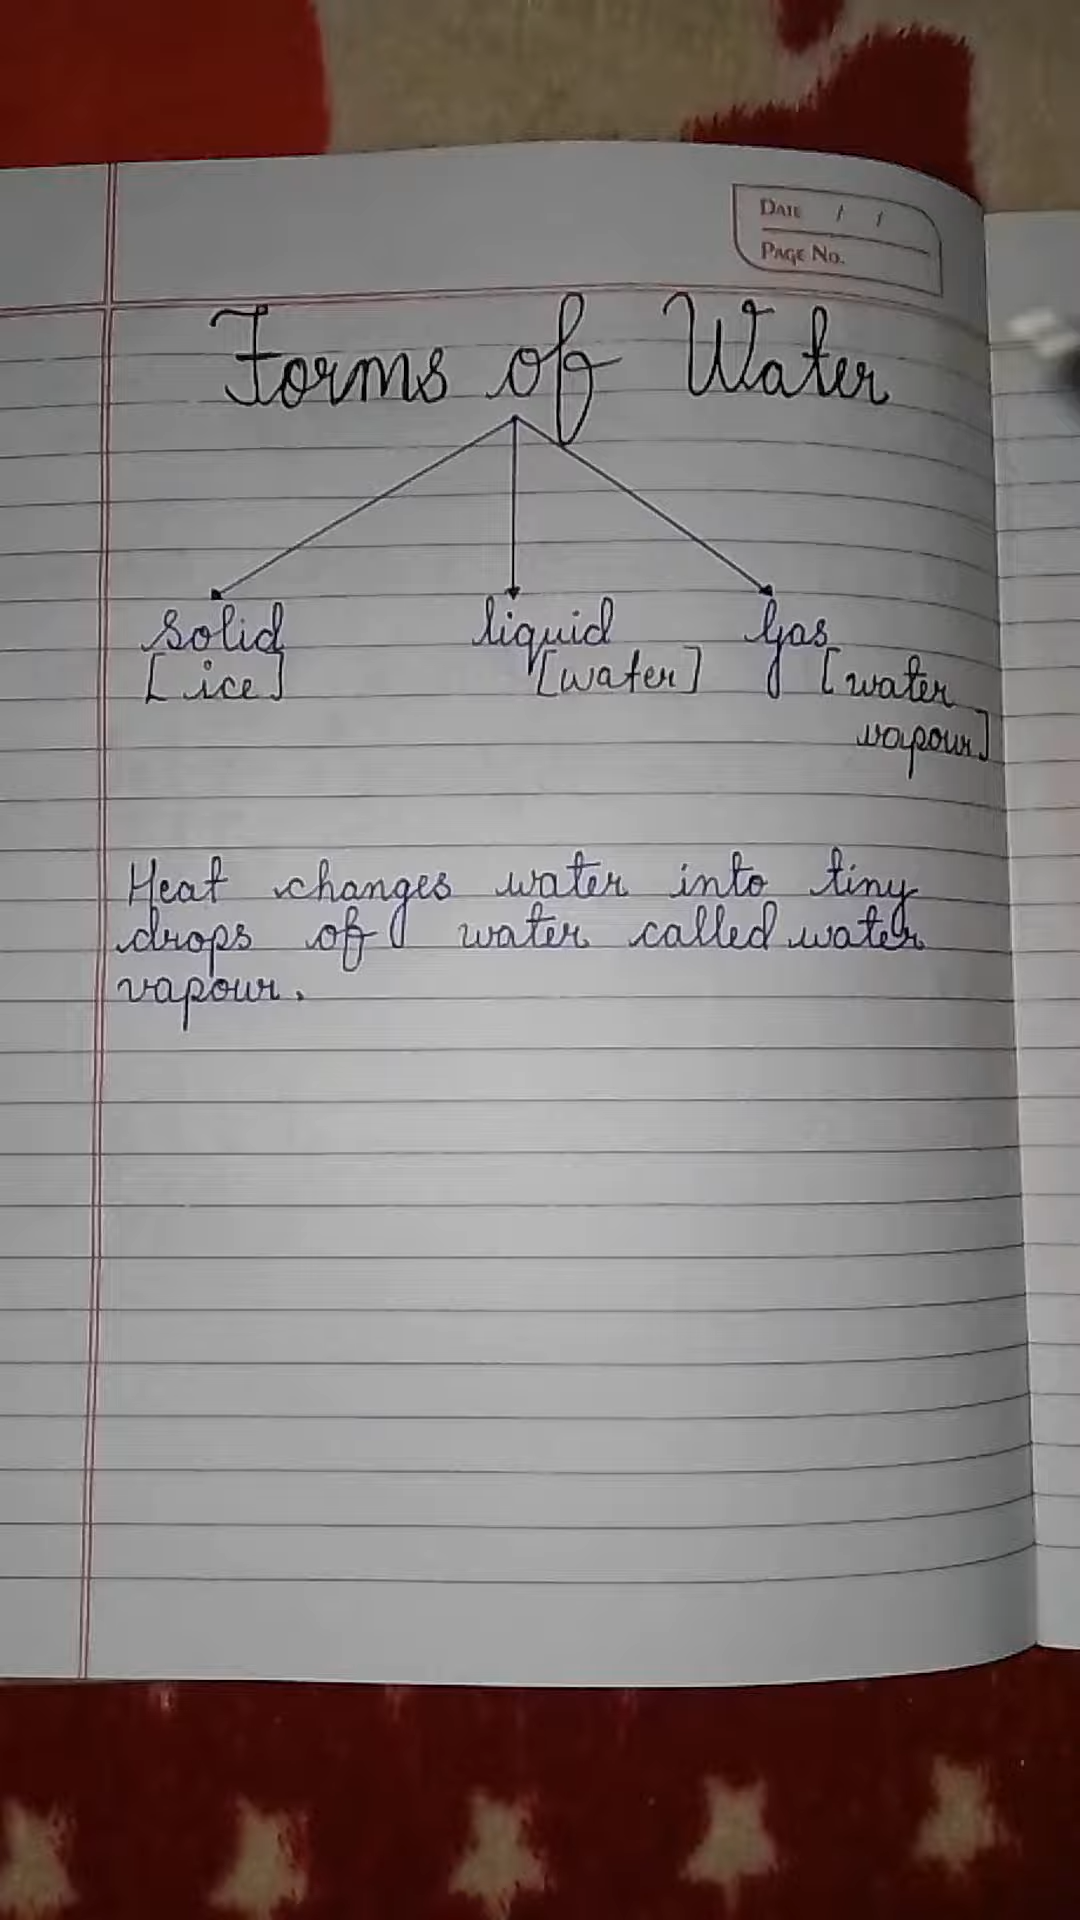 DATE / /
PAGE NO.
Forms of Water
solid liquid gas
[ice] [water] [water
vapour]
Heat changes water into tiny
drops of water called water
vapour.